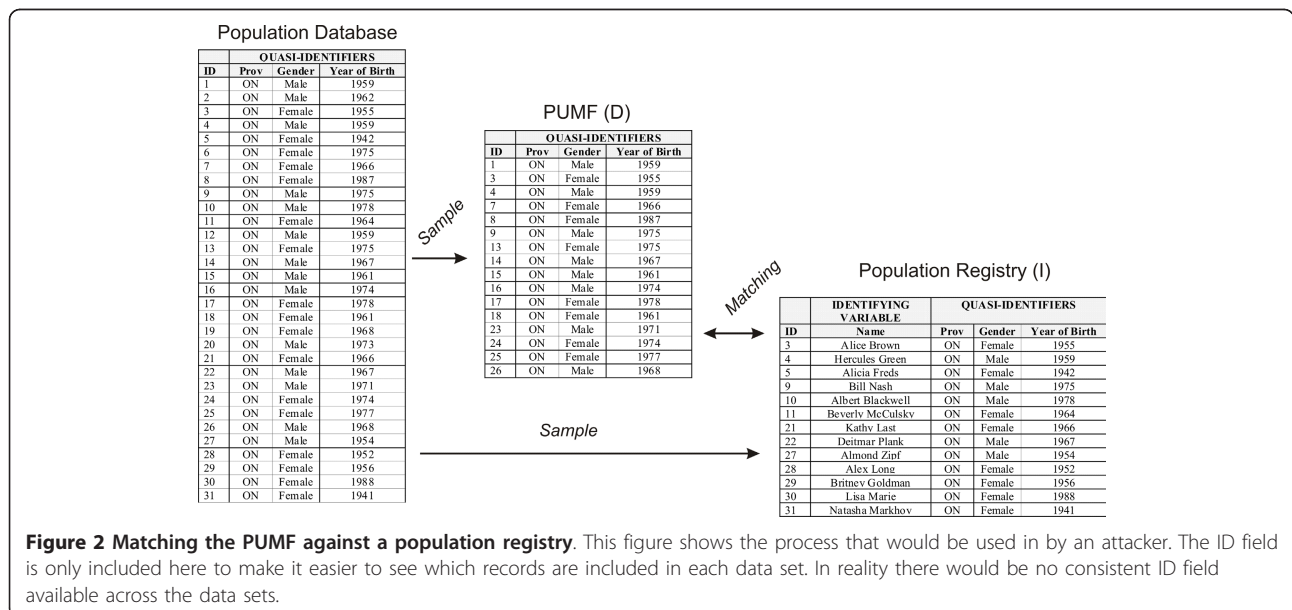 Population Database
QUASI-IDENTIFIERS
ID Prov Gender Year of Birth
1 ON Male 1959
2 ON Male 1962
3 ON Female 1955
4 ON Male 1959
5 ON Female 1942
6 ON Female 1975
7 ON Female 1966
8 ON Female 1987
9 ON Male 1975
10 ON Male 1978
11 ON Female 1964
12 ON Male 1959
13 ON Female 1975
14 ON Male 1967
15 ON Male 1961
16 ON Male 1974
17 ON Female 1978
18 ON Female 1961
19 ON Female 1968
20 ON Male 1973
21 ON Female 1966
22 ON Male 1967
23 ON Male 1971
24 ON Female 1974
25 ON Female 1977
26 ON Male 1968
27 ON Male 1954
28 ON Female 1952
29 ON Female 1956
30 ON Female 1988
31 ON Female 1941
Sample
PUMF (D)
QUASI-IDENTIFIERS
ID Prov Gender Year of Birth
1 ON Male 1959
3 ON Female 1955
4 ON Male 1959
7 ON Female 1966
8 ON Female 1987
9 ON Male 1975
13 ON Female 1975
14 ON Male 1967
15 ON Male 1961
16 ON Male 1974
17 ON Female 1978
18 ON Female 1961
23 ON Male 1971
24 ON Female 1974
25 ON Female 1977
26 ON Male 1968
Matching
Sample
Population Registry (I)
IDENTIFYING QUASI-IDENTIFIERS
VARIABLE
ID Name Prov Gender Year of Birth
3 Alice Brown ON Female 1955
4 Hercules Green ON Male 1959
5 Alicia Freds ON Female 1942
9 Bill Nash ON Male 1975
10 Albert Blackwell ON Male 1978
11 Beverly McCulsky ON Female 1964
21 Kathy Last ON Female 1966
22 Deitmar Plank ON Male 1967
27 Almond Zipf ON Male 1954
28 Alex Long ON Female 1952
29 Britney Goldman ON Female 1956
30 Lisa Marie ON Female 1988
31 Natasha Markhov ON Female 1941
Figure 2 Matching the PUMF against a population registry. This figure shows the process that would be used in by an attacker. The ID field
is only included here to make it easier to see which records are included in each data set. In reality there would be no consistent ID field
available across the data sets.